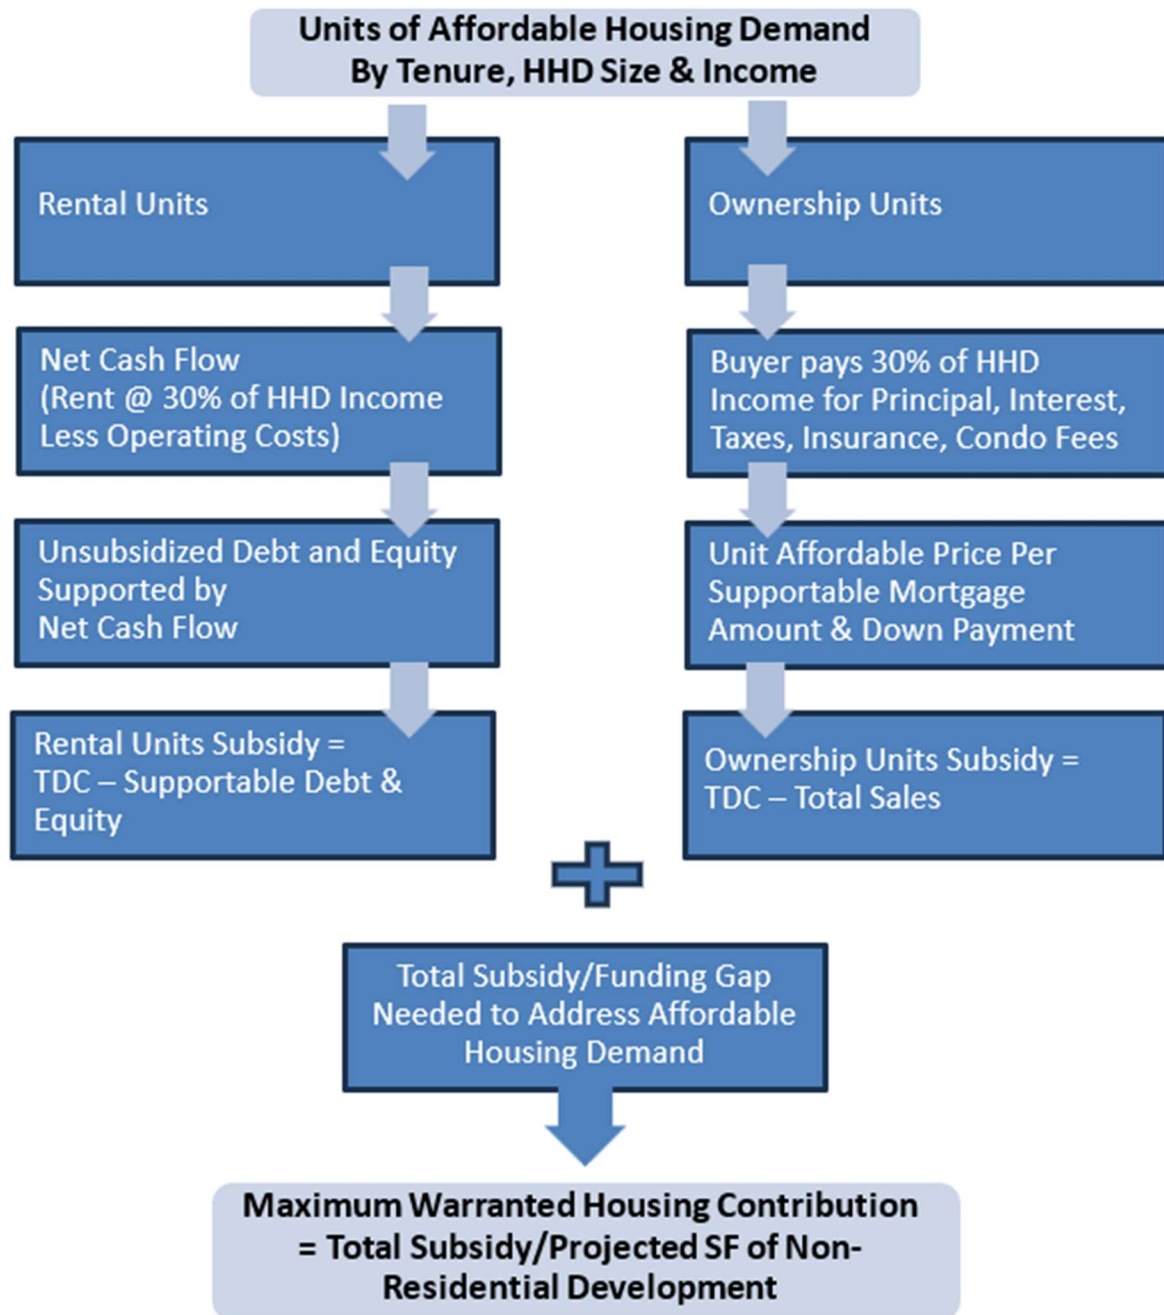 Units of Affordable Housing Demand
By Tenure, HHD Size & Income
Rental Units
Net Cash Flow
(Rent @ 30% of HHD Income
Less Operating Costs)
Unsubsidized Debt and Equity
Supported by
Net Cash Flow
Rental Units Subsidy =
TDC – Supportable Debt &
Equity
Ownership Units
Buyer pays 30% of HHD
Income for Principal, Interest,
Taxes, Insurance, Condo Fees
Unit Affordable Price Per
Supportable Mortgage
Amount & Down Payment
Ownership Units Subsidy =
TDC – Total Sales
Total Subsidy/Funding Gap
Needed to Address Affordable
Housing Demand
Maximum Warranted Housing Contribution
= Total Subsidy/Projected SF of Non-
Residential Development